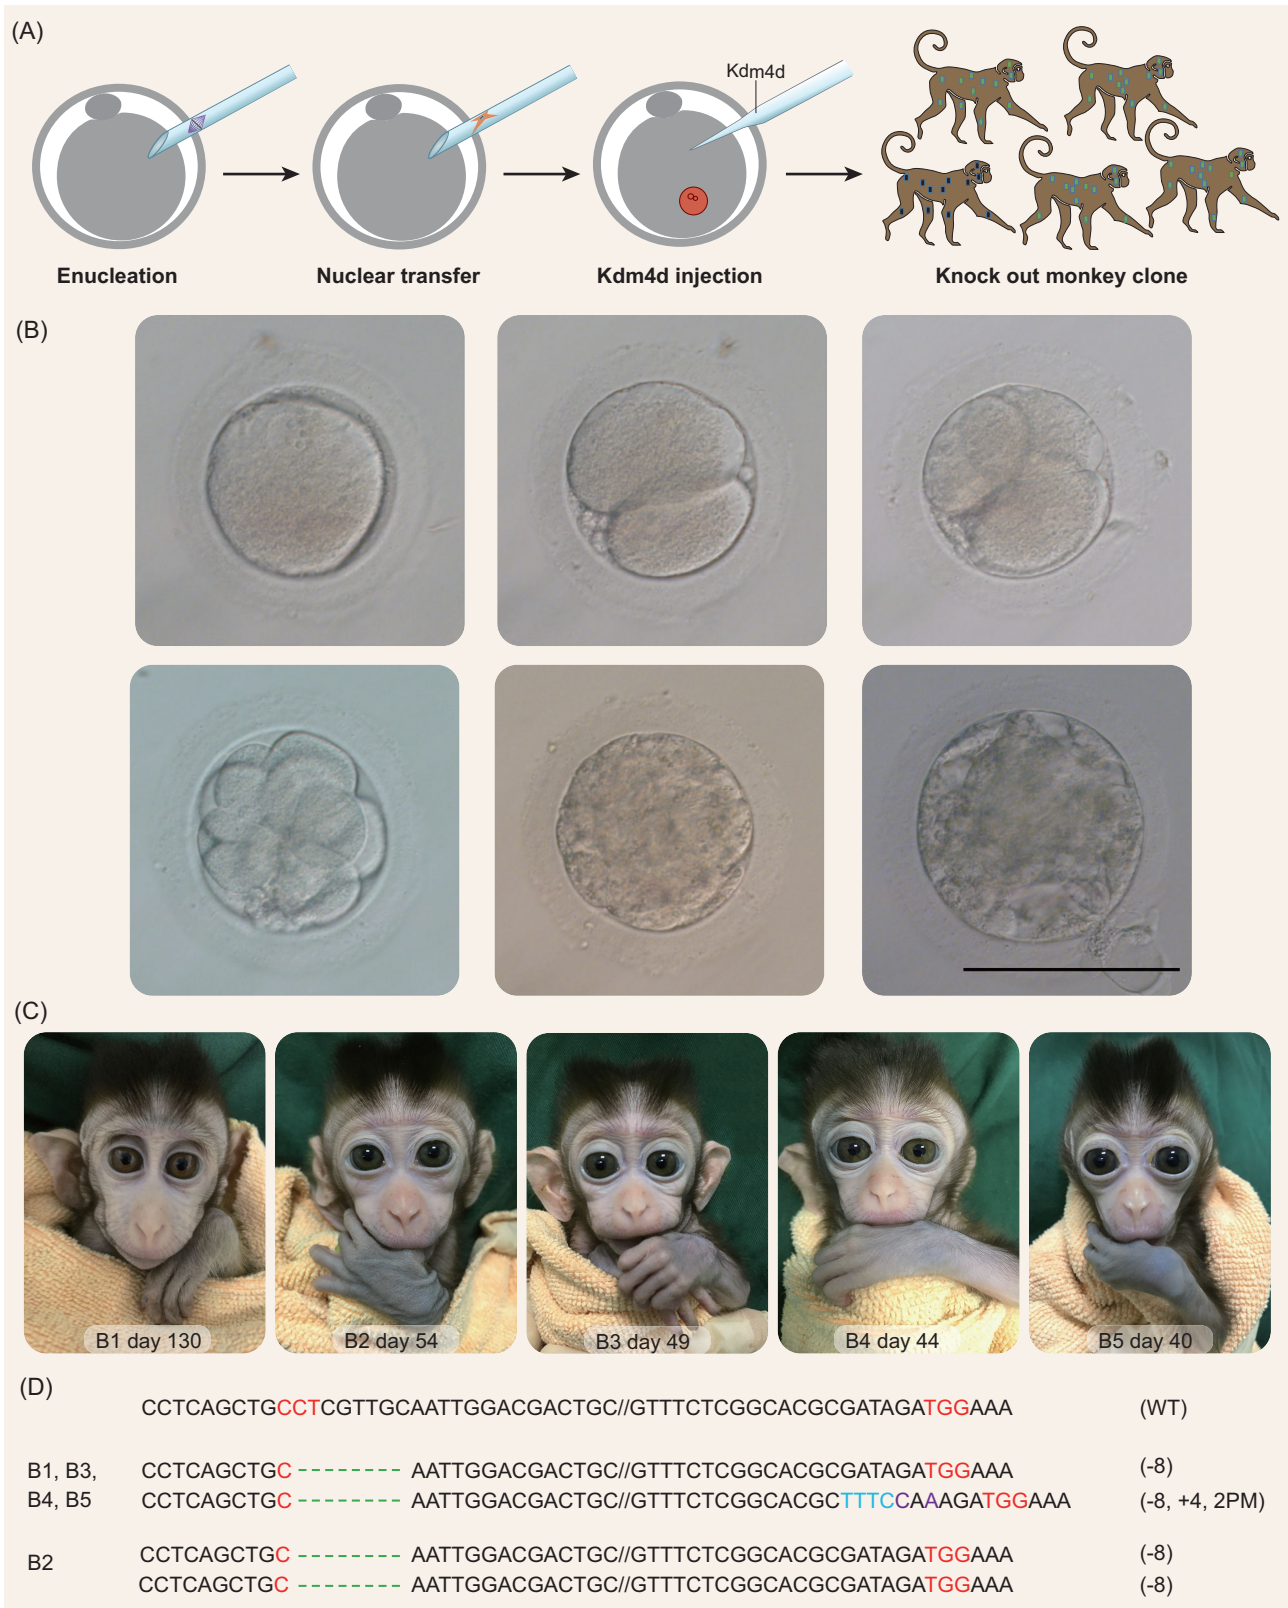 (A)
Kdm4d
Enucleation
Nuclear transfer
Kdm4d injection
Knock out monkey clone
(B)
(C)
B1 day 130
B2 day 54
B3 day 49
B4 day 44
B5 day 40
(D)
CCTCAGCTGCCTCGTTGCAATTGGACGACTGC//GTTTCTCGGCACGCGATAGATGGAAA (WT)
B1, B3, CCTCAGCTGC--------AATTGGACGACTGC//GTTTCTCGGCACGCGATAGATGGAAA (-8)
B4, B5 CCTCAGCTGC--------AATTGGACGACTGC//GTTTCTCGGCACGCTTTCCAAAGATGGAAA (-8, +4, 2PM)
B2
CCTCAGCTGC--------AATTGGACGACTGC//GTTTCTCGGCACGCGATAGATGGAAA (-8)
CCTCAGCTGC--------AATTGGACGACTGC//GTTTCTCGGCACGCGATAGATGGAAA (-8)